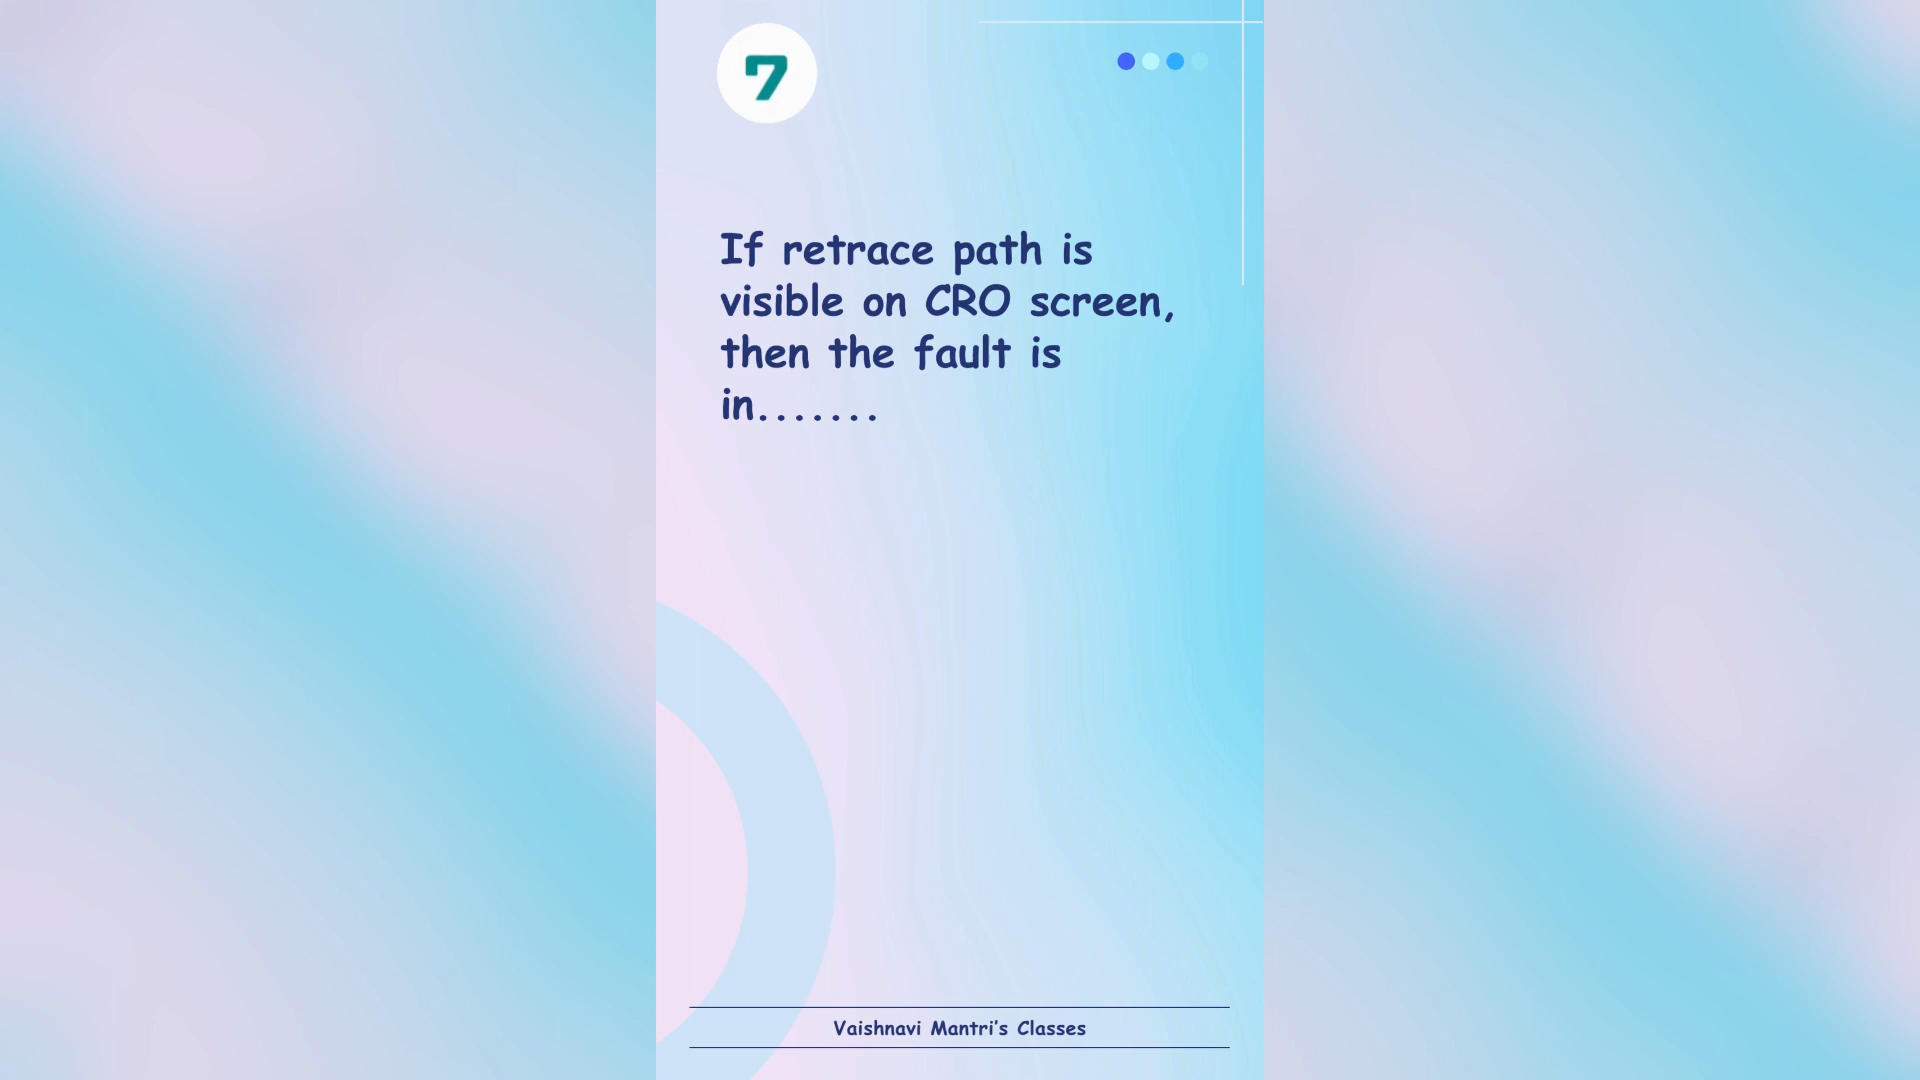 7
If retrace path is
visible on CRO screen,
then the fault is
in.......
Vaishnavi Mantri's Classes